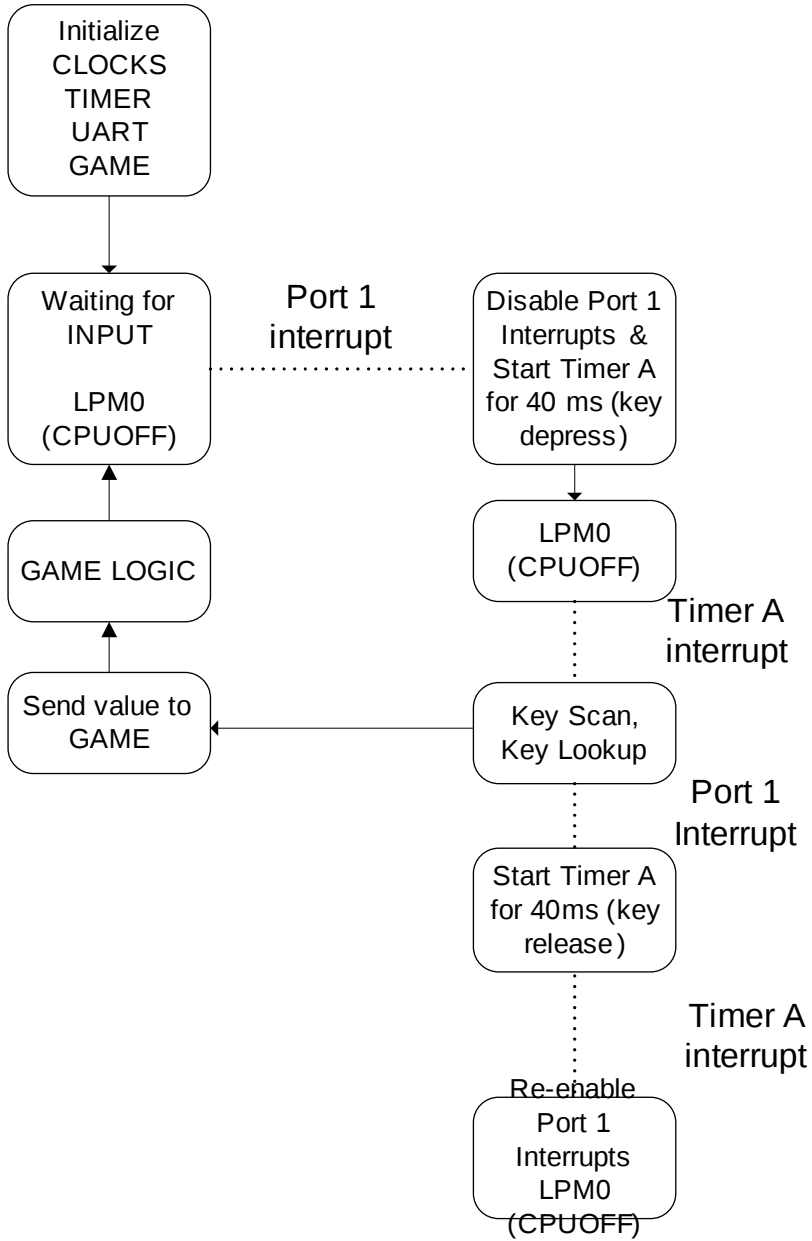 Initialize
CLOCKS
TIMER
UART
GAME
Waiting for
INPUT
LPM0
(CPUOFF)
Port 1
interrupt
Disable Port 1
Interrupts &
Start Timer A
for 40 ms (key
depress)
LPM0
(CPUOFF)
GAME LOGIC
Timer A
interrupt
Send value to
GAME
Key Scan,
Key Lookup
Port 1
Interrupt
Start Timer A
for 40ms (key
release)
Timer A
interrupt
Re-enable
Port 1
Interrupts
LPM0
(CPUOFF)